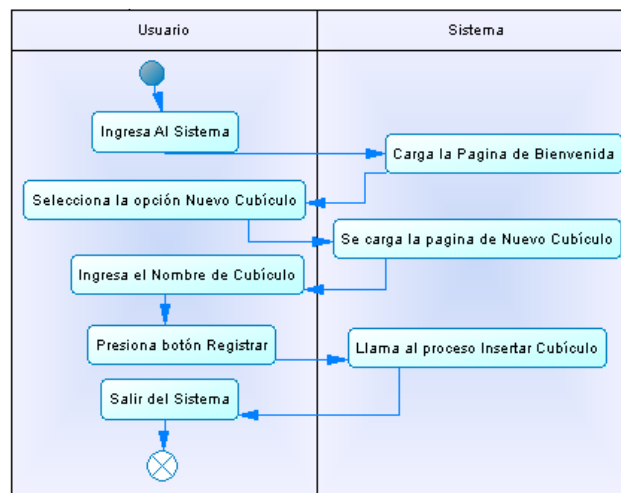 Usuario
Sistema
Ingresa Al Sistema
Carga la Pagina de Bienvenida
Selecciona la opción Nuevo Cubículo
Se carga la pagina de Nuevo Cubículo
Ingresa el Nombre de Cubículo
Presiona botón Registrar
Llama al proceso Insertar Cubículo
Salir del Sistema